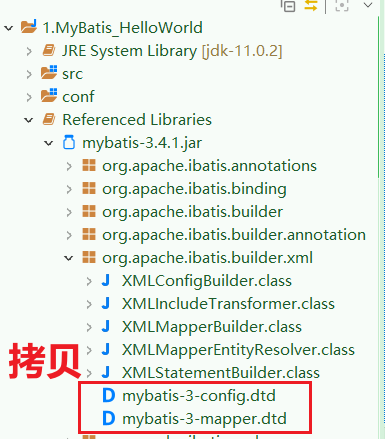 1.MyBatis_HelloWorld
JRE System Library [jdk-11.0.2]
src
conf
Referenced Libraries
mybatis-3.4.1.jar
org.apache.ibatis.annotations
org.apache.ibatis.binding
org.apache.ibatis.builder
org.apache.ibatis.builder.annotation
org.apache.ibatis.builder.xml
XMLConfigBuilder.class
XMLIncludeTransformer.class
XMLMapperBuilder.class
XMLMapperEntityResolver.class
拷贝
XMLStatementBuilder.class
mybatis-3-config.dtd
mybatis-3-mapper.dtd